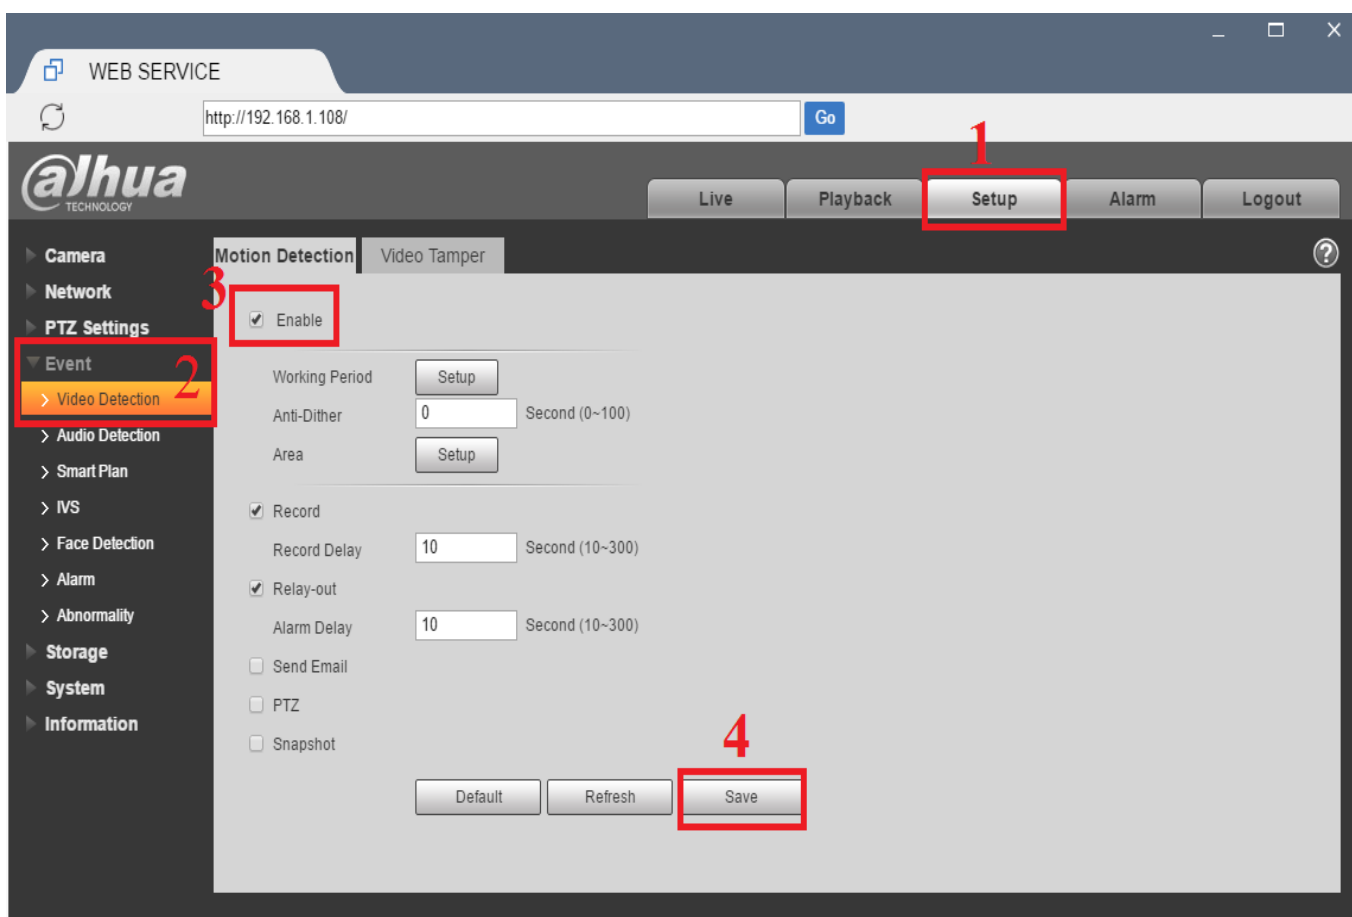 WEB SERVICE
http://192.168.1.108/ Go
1
alhua
TECHNOLOGY
Live Playback Setup Alarm Logout
Camera
Network
PTZ Settings
Event
2
Video Detection
Audio Detection
Smart Plan
IVS
Face Detection
Alarm
Abnormality
Storage
System
Information
Motion Detection Video Tamper ?
3
Enable
Working Period Setup
Anti-Dither 0 Second (0~100)
Area Setup
Record
Record Delay 10 Second (10~300)
Relay-out
Alarm Delay 10 Second (10~300)
Send Email
PTZ
Snapshot
4
Default Refresh Save